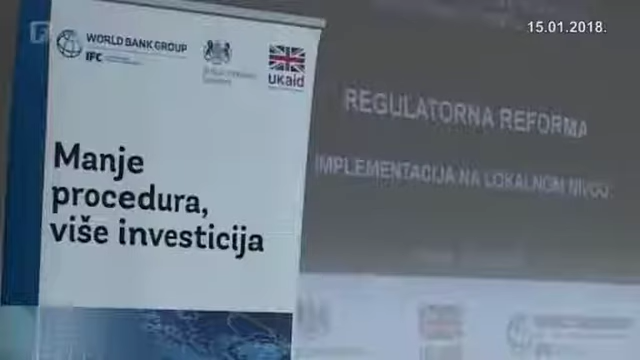 15.01.2018.
WORLD BANK GROUP
IFC
ukaid
Manje
procedura,
više investicija
REGULATORNA REFORMA
IMPLEMENTACIJA NA LOKALNOM NIVOU